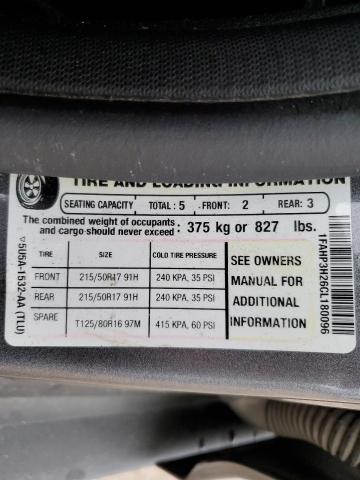 TIRE AND LOADING INFORMATION
SEATING CAPACITY TOTAL: 5 FRONT: 2 REAR: 3
The combined weight of occupants
and cargo should never exceed: 375 kg or 827 lbs.
TIRE SIZE COLD TIRE PRESSURE
FRONT 215/50R17 91H 240 KPA, 35 PSI
REAR 215/50R17 91H 240 KPA, 35 PSI
SPARE T125/80R16 97M 415 KPA, 60 PSI
SEE OWNERS
MANUAL FOR
ADDITIONAL
INFORMATION
1FAHP3H26CL180096